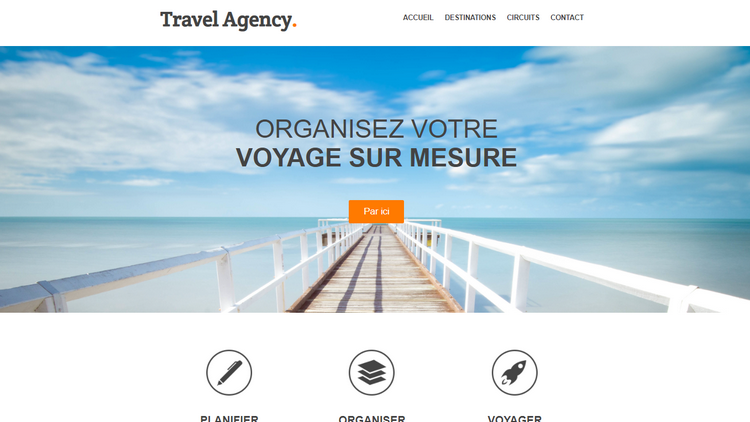 Travel Agency.
ACCUEIL DESTINATIONS CIRCUITS CONTACT
ORGANISEZ VOTRE
VOYAGE SUR MESURE
Par ici
PLANIFIER ORGANISER VOYAGER